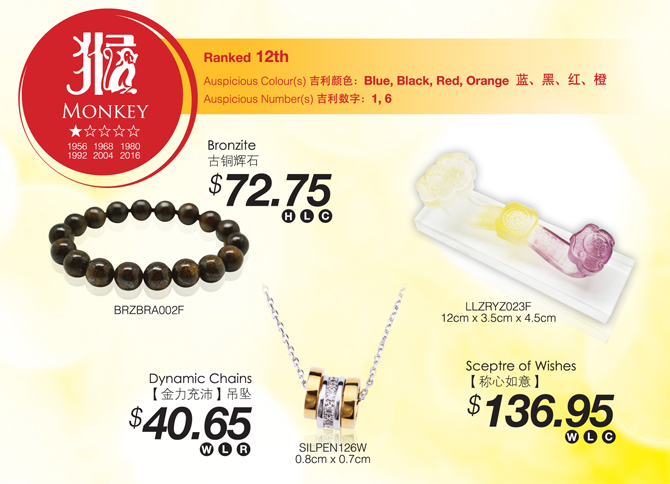 猴
MONKEY
★☆☆☆☆
1956 1968 1980
1992 2004 2016
Ranked 12th
Auspicious Colour(s) 吉利颜色：Blue, Black, Red, Orange 蓝、黑、红、橙
Auspicious Number(s) 吉利数字：1, 6
Bronzite
古铜辉石
$72.75
H L C
BRZBRA002F
LLZRYZ023F
12cm x 3.5cm x 4.5cm
Dynamic Chains
【金力充沛】吊坠
$40.65
W L R
SILPEN126W
0.8cm x 0.7cm
Sceptre of Wishes
【称心如意】
$136.95
W L C